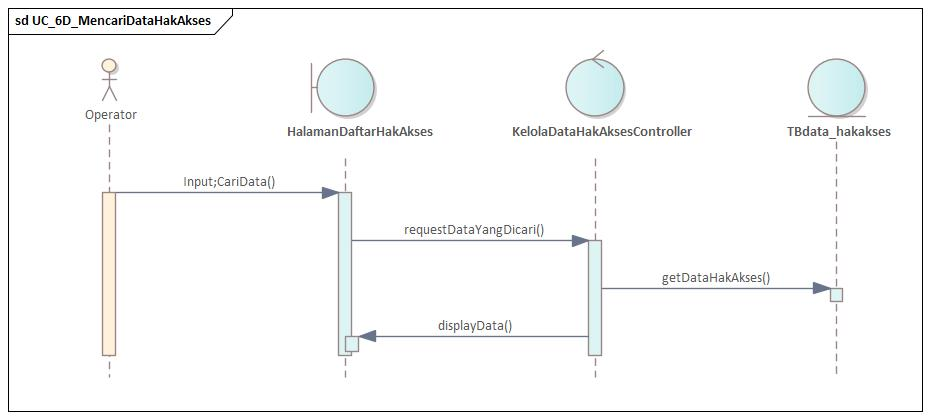 sd UC_6D_MencariDataHakAkses
Operator
HalamanDaftarHakAkses
KelolaDataHakAksesController
TBdata_hakakses
Input;CariData()
requestDataYangDicari()
getDataHakAkses()
displayData()